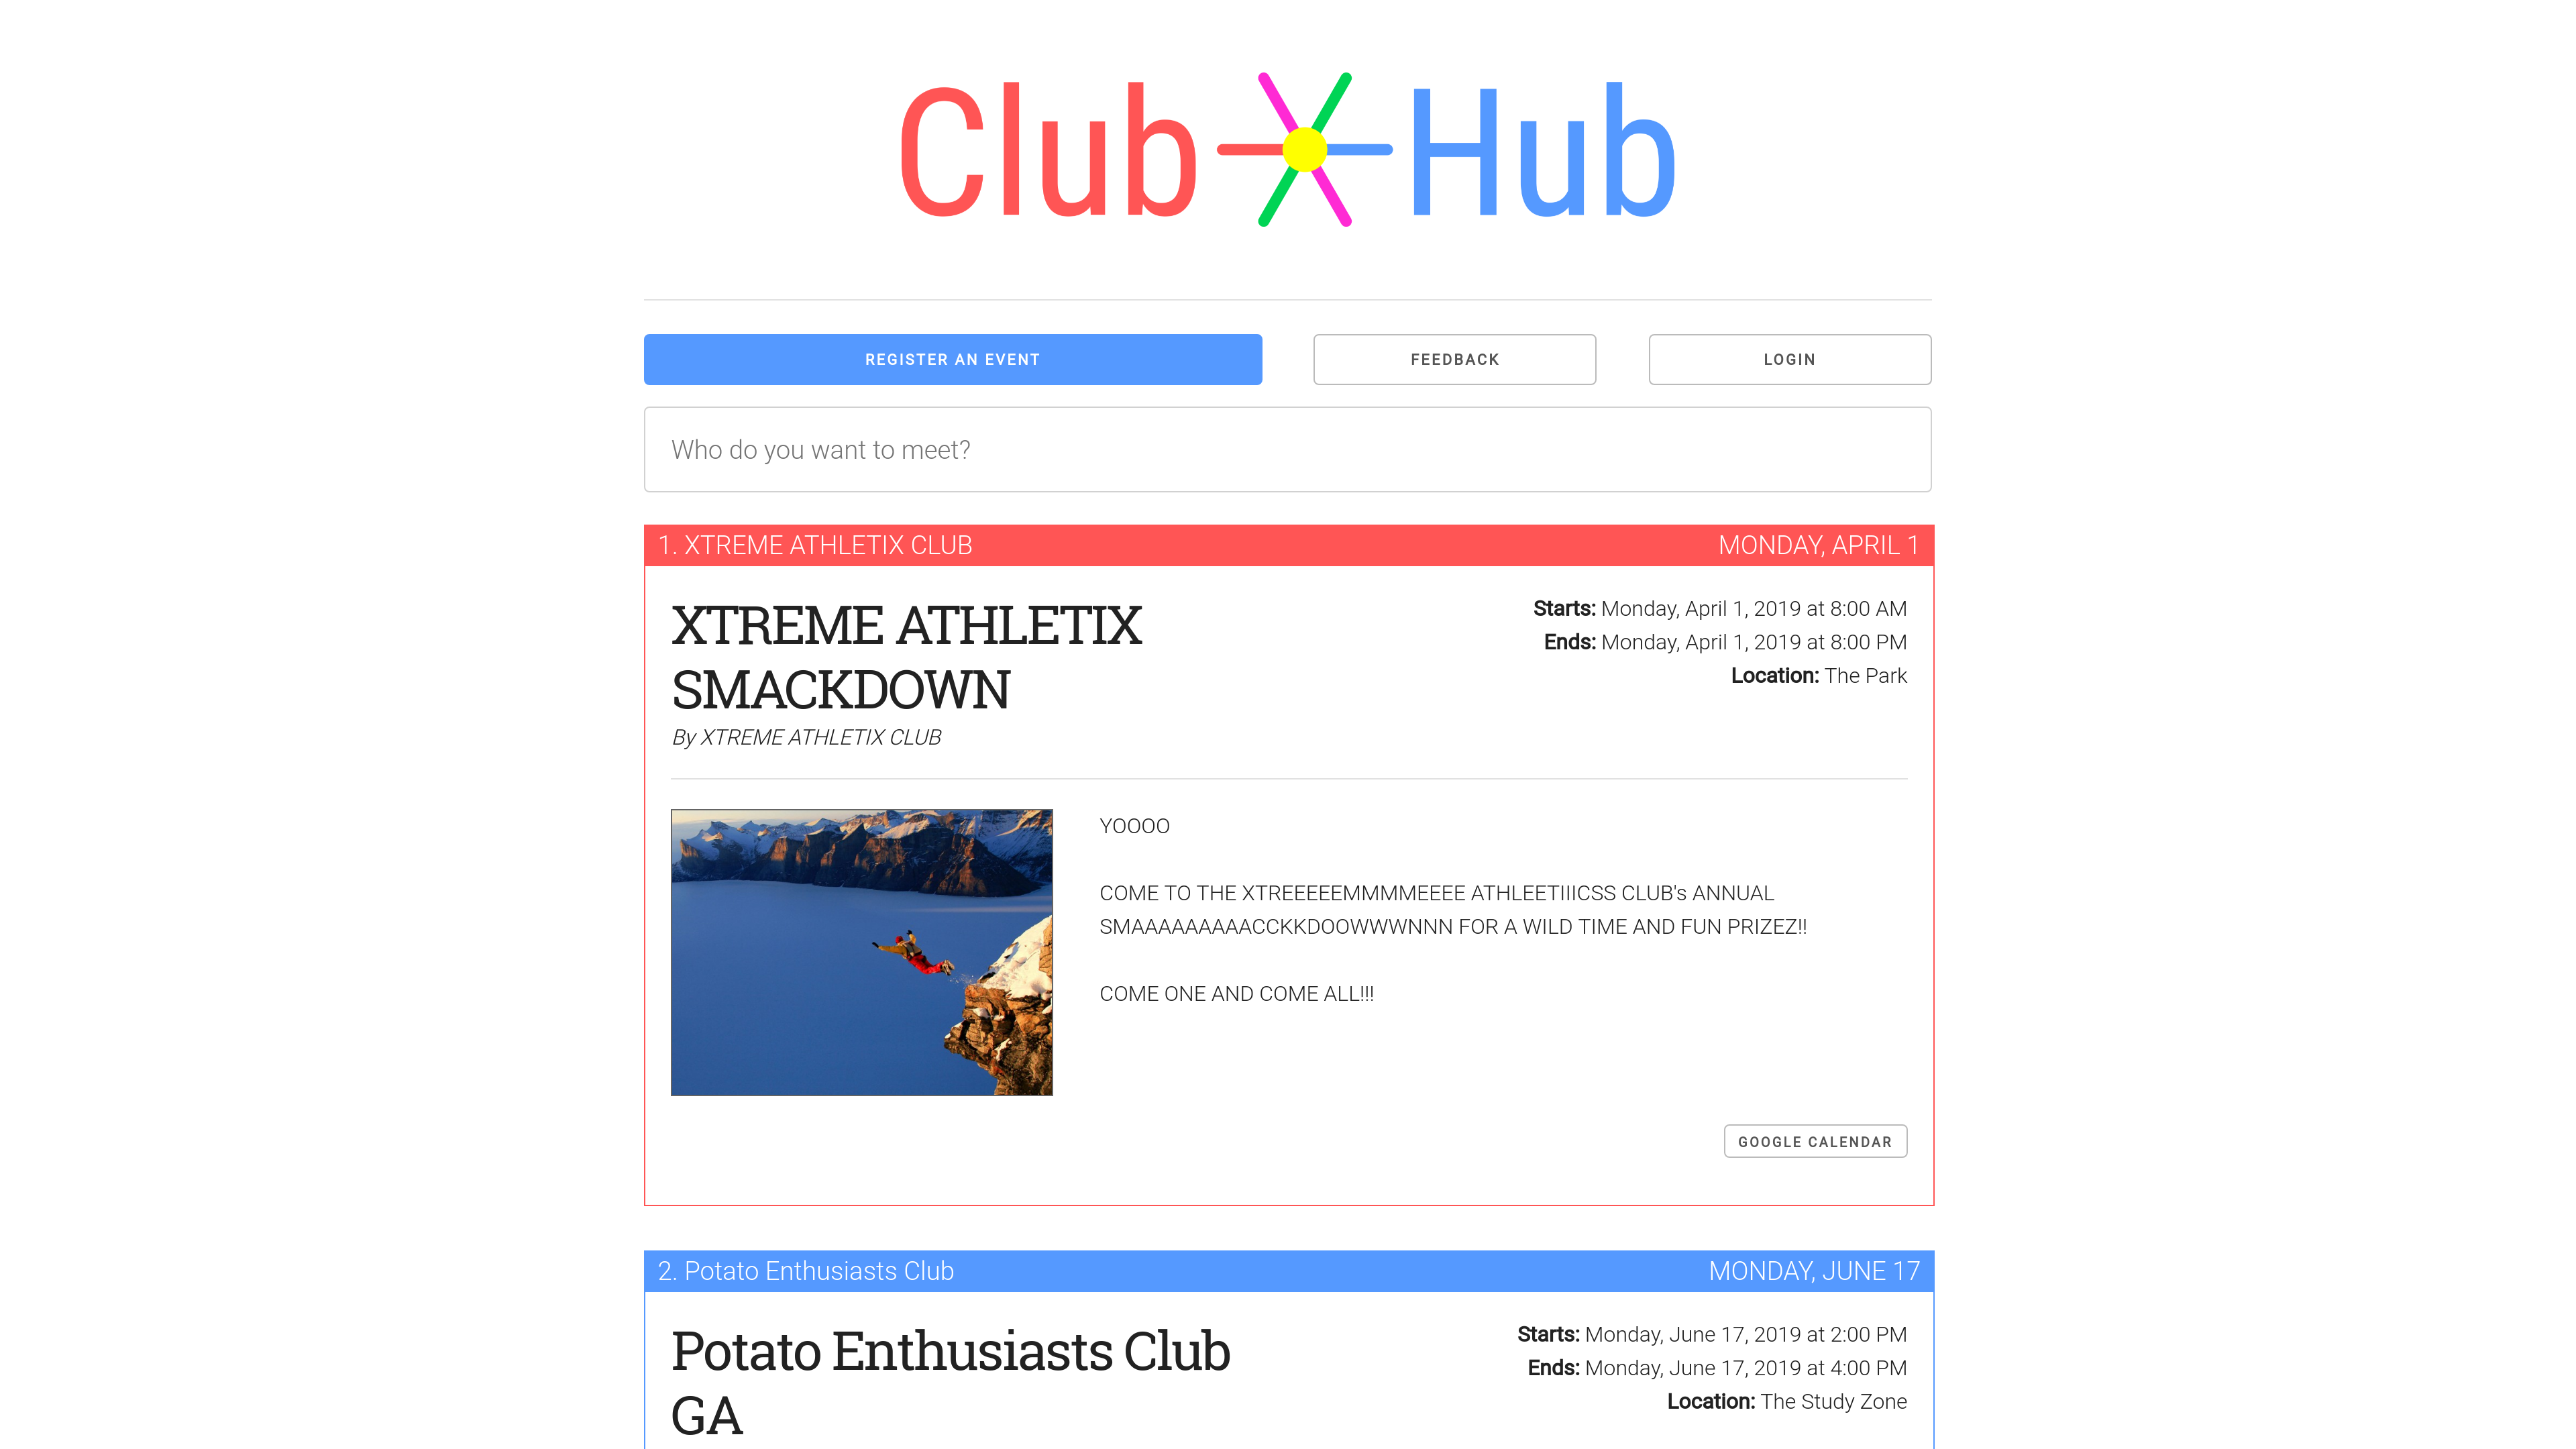 Club Hub
REGISTER AN EVENT
FEEDBACK
LOGIN
Who do you want to meet?
1. XTREME ATHLETIX CLUB
MONDAY, APRIL 1
XTREME ATHLETIX
SMACKDOWN
By XTREME ATHLETIX CLUB
Starts: Monday, April 1, 2019 at 8:00 AM
Ends: Monday, April 1, 2019 at 8:00 PM
Location: The Park
YOOOO
COME TO THE XTREEEEEMMMMEEEE ATHLEETIIICSS CLUB's ANNUAL
SMAAAAAAAAACCKKDOOWWWNNN FOR A WILD TIME AND FUN PRIZEZ!!
COME ONE AND COME ALL!!!
GOOGLE CALENDAR
2. Potato Enthusiasts Club
MONDAY, JUNE 17
Potato Enthusiasts Club
GA
Starts: Monday, June 17, 2019 at 2:00 PM
Ends: Monday, June 17, 2019 at 4:00 PM
Location: The Study Zone